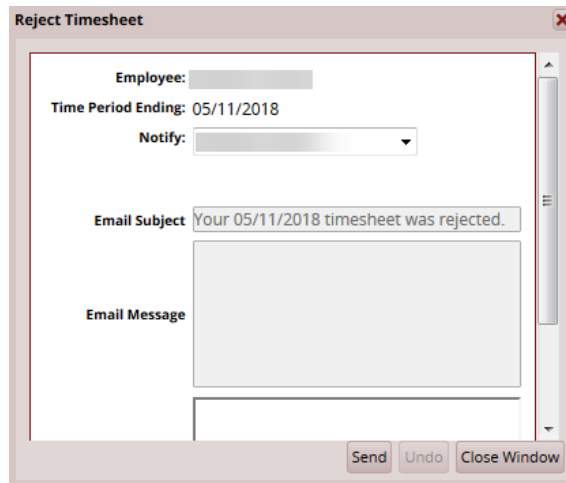 Reject Timesheet
Employee:
Time Period Ending: 05/11/2018
Notify:
Email Subject Your 05/11/2018 timesheet was rejected.
Email Message
Send Undo Close Window